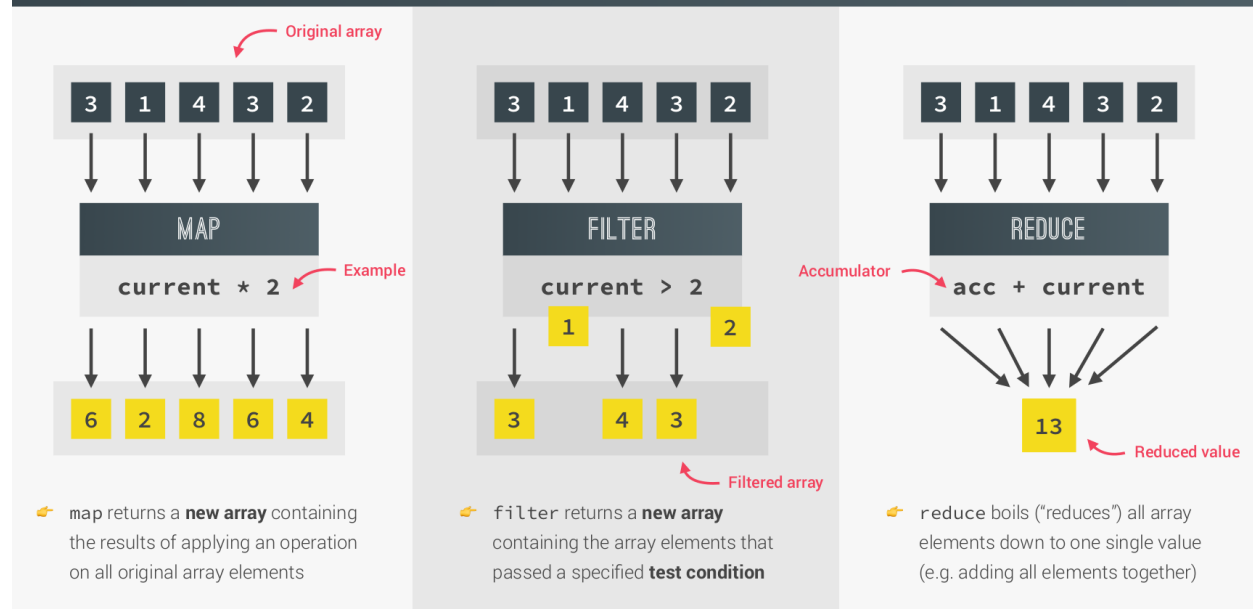 Original array
3 1 4 3 2
MAP
current * 2
Example
6 2 8 6 4
👉 map returns a new array containing
the results of applying an operation
on all original array elements
3 1 4 3 2
FILTER
current > 2
1 2
3 4 3
Filtered array
👉 filter returns a new array
containing the array elements that
passed a specified test condition
3 1 4 3 2
REDUCE
Accumulator
acc + current
13
Reduced value
👉 reduce boils (“reduces”) all array
elements down to one single value
(e.g. adding all elements together)